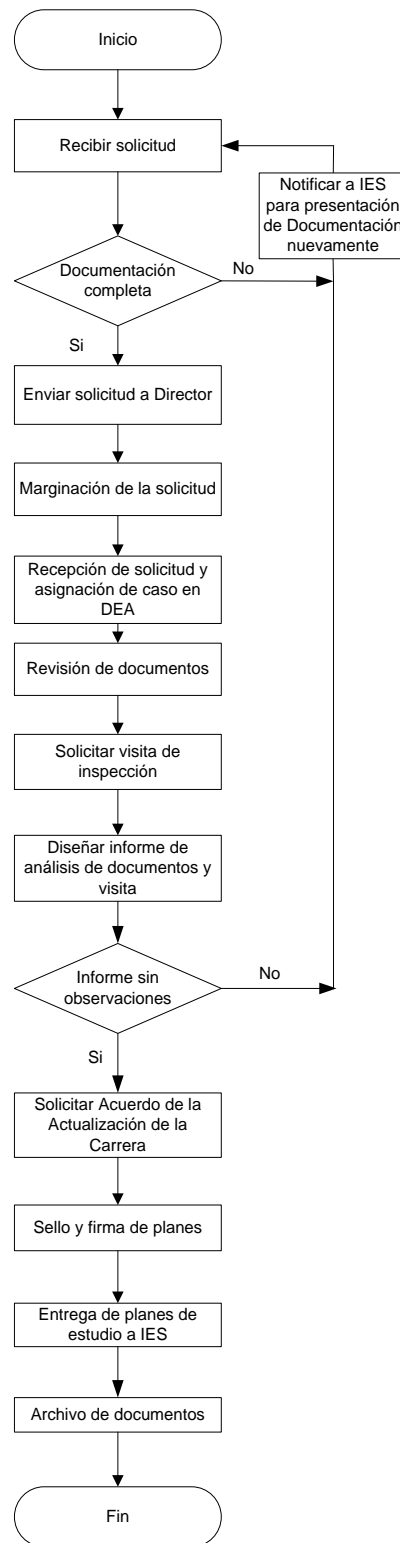 Inicio
Recibir solicitud
Notificar a IES
para presentación
de Documentación
nuevamente
Documentación
completa
No
Si
Enviar solicitud a Director
Marginación de la solicitud
Recepción de solicitud y
asignación de caso en
DEA
Revisión de documentos
Solicitar visita de
inspección
Diseñar informe de
análisis de documentos y
visita
Informe sin
observaciones
No
Si
Solicitar Acuerdo de la
Actualización de la
Carrera
Sello y firma de planes
Entrega de planes de
estudio a IES
Archivo de documentos
Fin